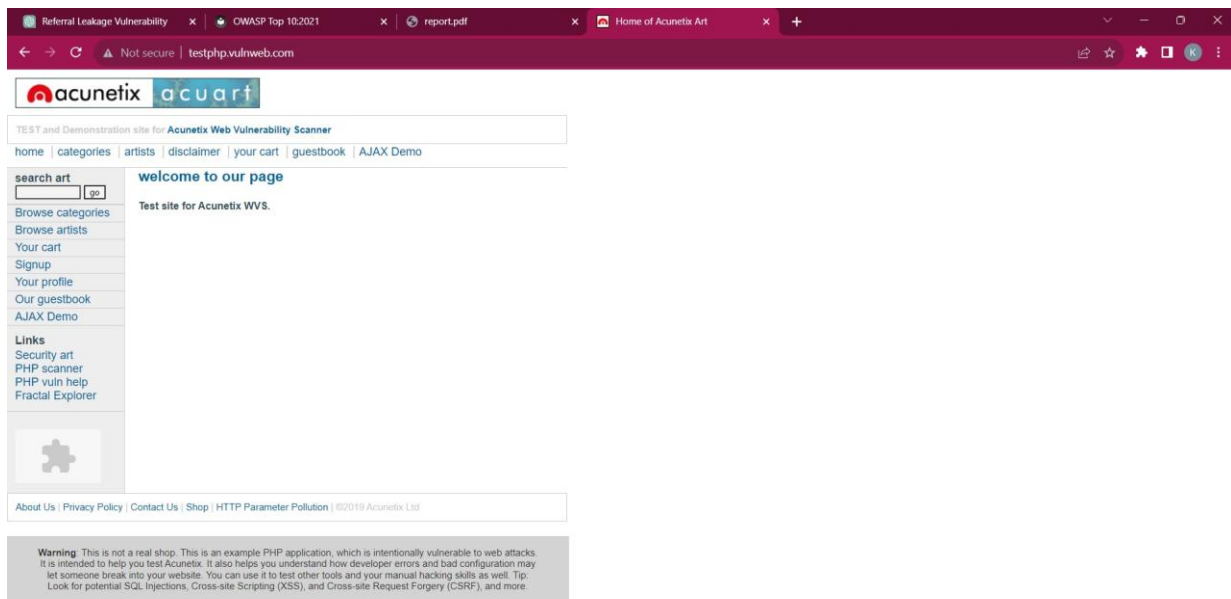 Referral Leakage Vulnerability
OWASP Top 10:2021
report.pdf
Home of Acunetix Art
Not secure | testphp.vulnweb.com
K
acunetix acuart
TEST and Demonstration site for Acunetix Web Vulnerability Scanner
home | categories | artists | disclaimer | your cart | guestbook | AJAX Demo
search art
go
Browse categories
Browse artists
Your cart
Signup
Your profile
Our guestbook
AJAX Demo
Links
Security art
PHP scanner
PHP vuln help
Fractal Explorer
welcome to our page
Test site for Acunetix WVS.
About Us | Privacy Policy | Contact Us | Shop | HTTP Parameter Pollution | ©2019 Acunetix Ltd
Warning: This is not a real shop. This is an example PHP application, which is intentionally vulnerable to web attacks.
It is intended to help you test Acunetix. It also helps you understand how developer errors and bad configuration may
let someone break into your website. You can use it to test other tools and your manual hacking skills as well. Tip:
Look for potential SQL Injections, Cross-site Scripting (XSS), and Cross-site Request Forgery (CSRF), and more.